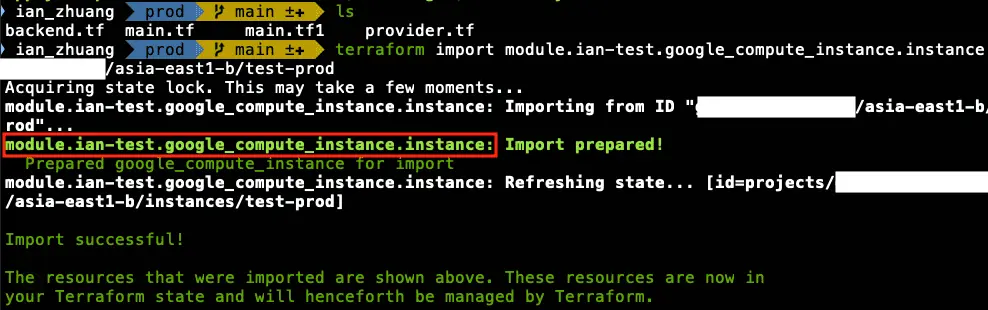 ian_zhuang prod main ±+ ls
backend.tf main.tf main.tf1 provider.tf
ian_zhuang prod main ±+ terraform import module.ian-test.google_compute_instance.instance
/asia-east1-b/test-prod
Acquiring state lock. This may take a few moments...
module.ian-test.google_compute_instance.instance: Importing from ID "/asia-east1-b/
rod"...
module.ian-test.google_compute_instance.instance: Import prepared!
Prepared google_compute_instance for import
module.ian-test.google_compute_instance.instance: Refreshing state... [id=projects/
/asia-east1-b/instances/test-prod]
Import successful!
The resources that were imported are shown above. These resources are now in
your Terraform state and will henceforth be managed by Terraform.